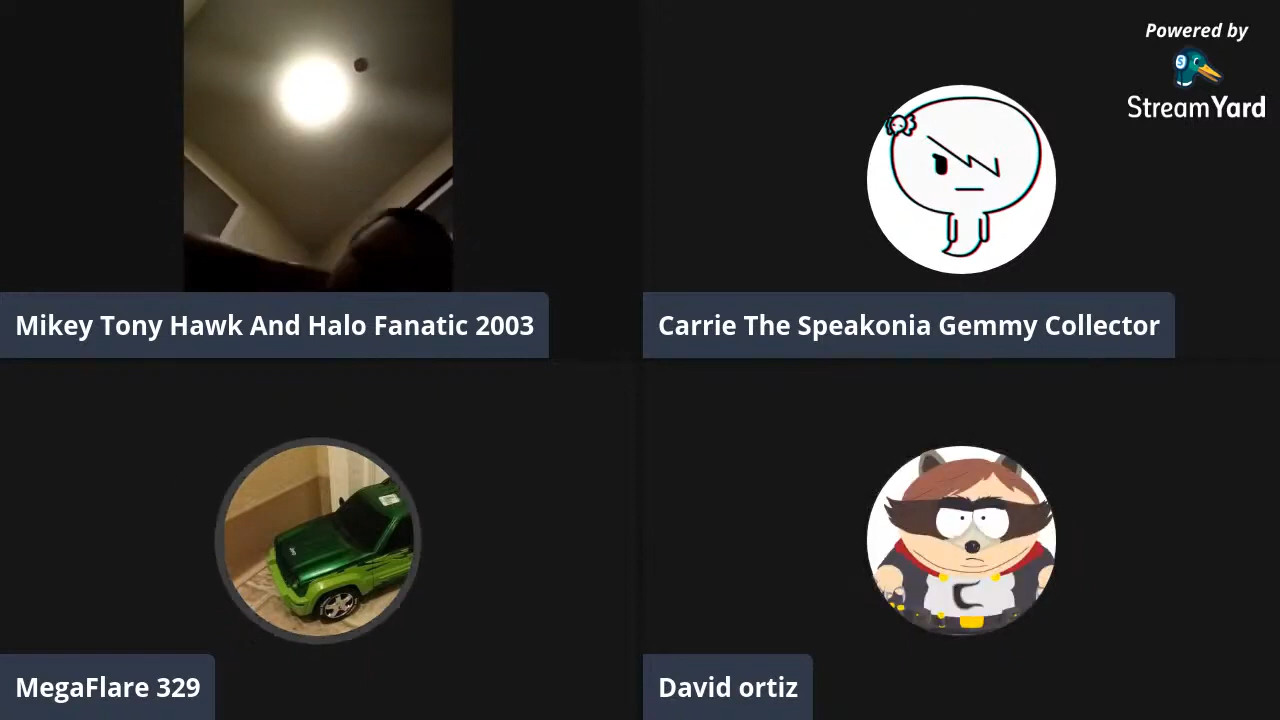 Powered by
StreamYard
Mikey Tony Hawk And Halo Fanatic 2003
Carrie The Speakonia Gemmy Collector
MegaFlare 329
David ortiz